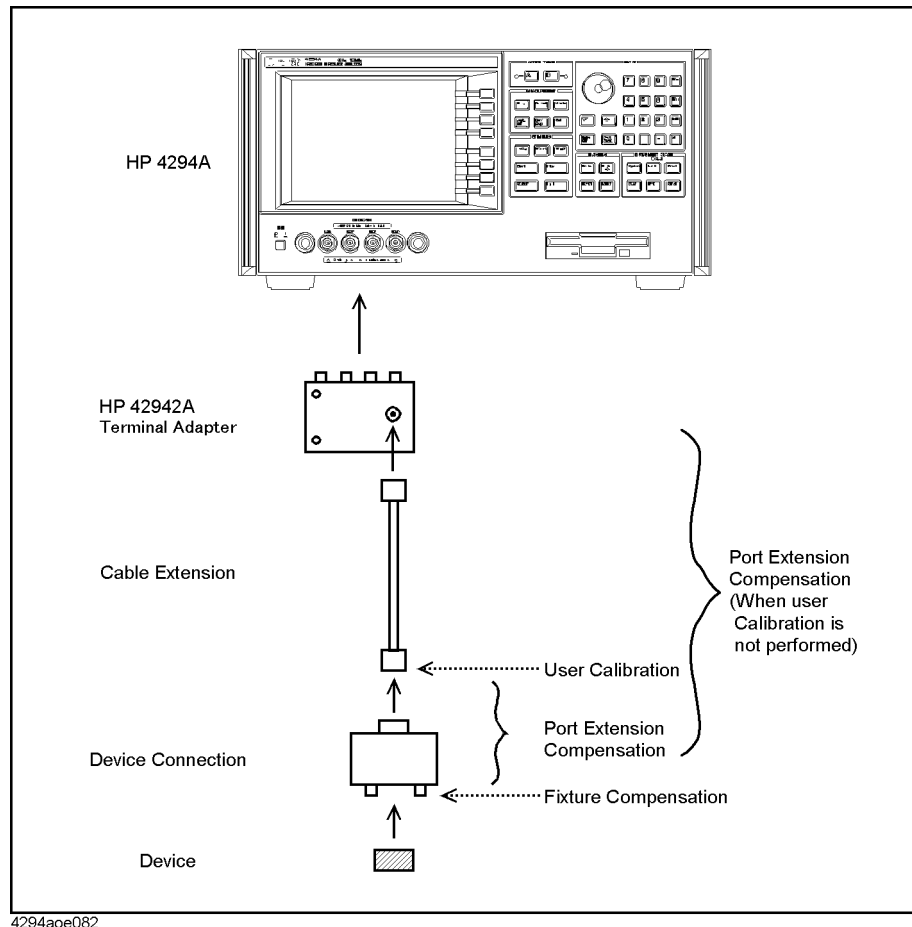 HP 4294A
HP 42942A
Terminal Adapter
Cable Extension
Port Extension
Compensation
(When user
Calibration is
not performed)
User Calibration
Port Extension
Compensation
Device Connection
Fixture Compensation
Device
4294aoe082